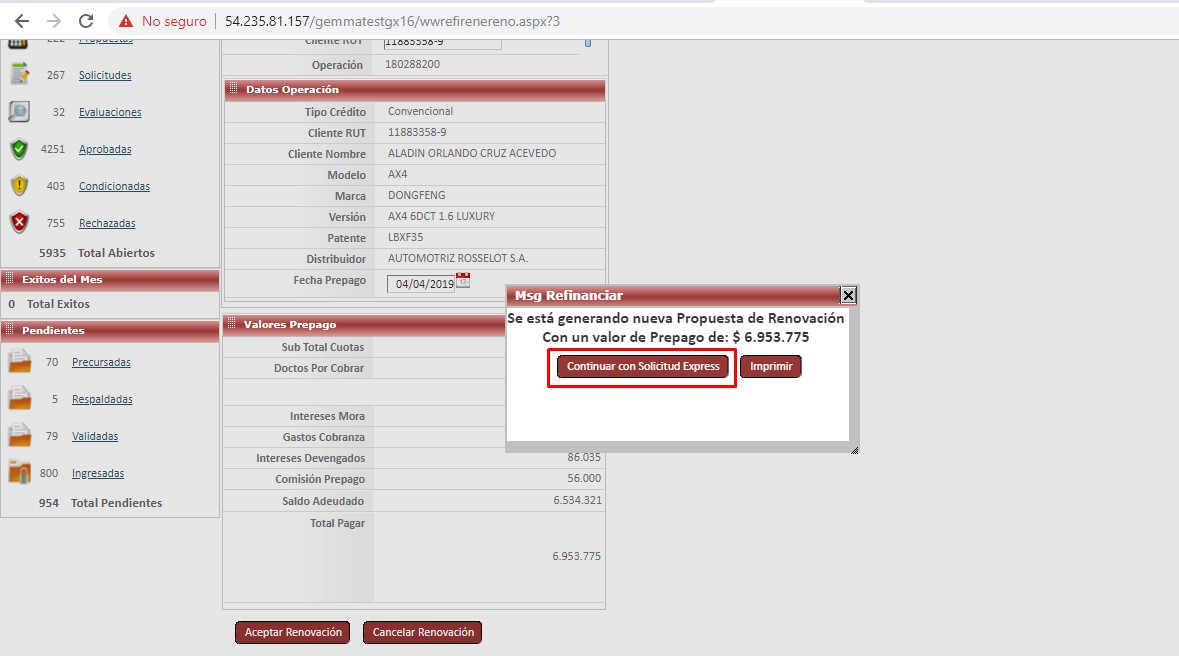 No seguro 54.235.81.157/gemmatestgx16/wwrefirenereno.aspx?3
222 Propuestas
267 Solicitudes
32 Evaluaciones
4251 Aprobadas
403 Condicionadas
755 Rechazadas
5935 Total Abiertos
Exitos del Mes
0 Total Exitos
Pendientes
70 Precursadas
5 Respaldadas
79 Validadas
800 Ingresadas
954 Total Pendientes
Cliente RUT 11883358-9
Operación 180288200
Datos Operación
Tipo Crédito Convencional
Cliente RUT 11883358-9
Cliente Nombre ALADIN ORLANDO CRUZ ACEVEDO
Modelo AX4
Marca DONGFENG
Versión AX4 6DCT 1.6 LUXURY
Patente LBXF35
Distribuidor AUTOMOTRIZ ROSSELOT S.A.
Fecha Prepago 04/04/2019
Valores Prepago
Sub Total Cuotas
Doctos Por Cobrar
Intereses Mora
Gastos Cobranza
Intereses Devengados 86.035
Comisión Prepago 56.000
Saldo Adeudado 6.534.321
Total Pagar
6.953.775
Aceptar Renovación Cancelar Renovación
Msg Refinanciar
Se está generando nueva Propuesta de Renovación
Con un valor de Prepago de: $ 6.953.775
Continuar con Solicitud Express Imprimir